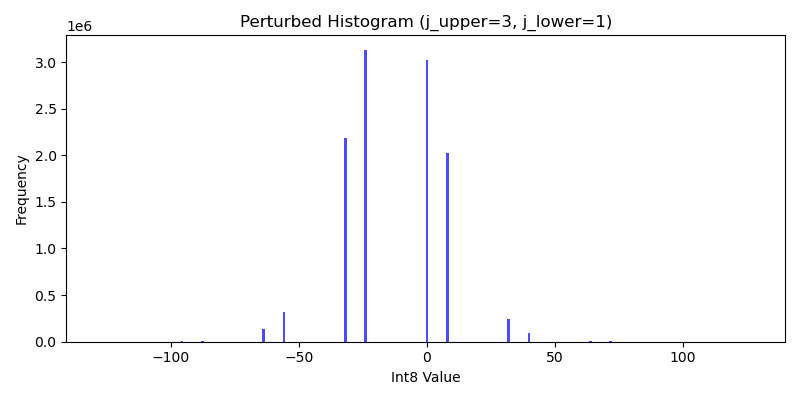 Perturbed Histogram (j_upper=3, j_lower=1)
1e6
3.0
2.5
2.0
1.5
1.0
0.5
0.0
Frequency
−100 −50 0 50 100
Int8 Value